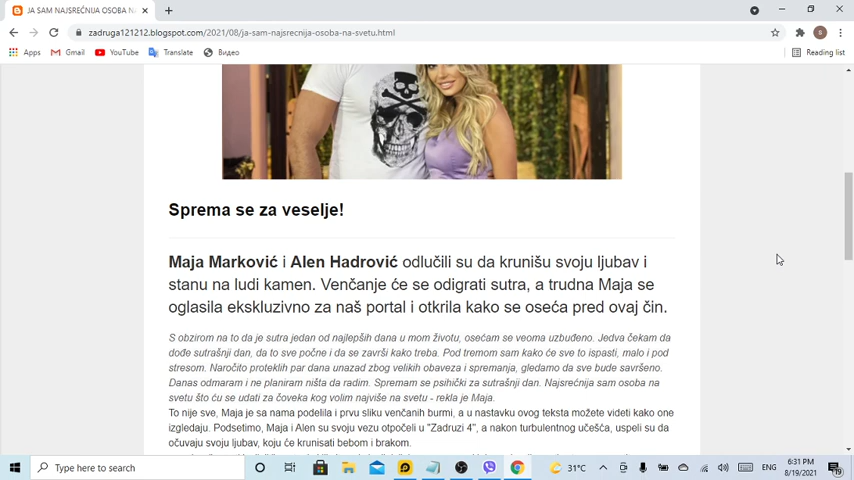 JA SAM NAJSREĆNIJA OSOBA NA
zadruga121212.blogspot.com/2021/08/ja-sam-najsrecnija-osoba-na-svetu.html
Apps Gmail YouTube Translate Видео Reading list
Sprema se za veselje!
Maja Marković i Alen Hadrović odlučili su da krunišu svoju ljubav i
stanu na ludi kamen. Venčanje će se odigrati sutra, a trudna Maja se
oglasila ekskluzivno za naš portal i otkrila kako se oseća pred ovaj čin.
S obzirom na to da je sutra jedan od najlepših dana u mom životu, osećam se veoma uzbuđeno. Jedva čekam da
dođe sutrašnji dan, da to sve počne i da se završi kako treba. Pod tremom sam kako će sve to ispasti, malo i pod
stresom. Naročito proteklih par dana unazad zbog velikih obaveza i spremanja, gledamo da sve bude savršeno.
Danas odmaram i ne planiram ništa da radim. Spremam se psihički za sutrašnji dan. Najsrećnija sam osoba na
svetu što ću se udati za čoveka kog volim najviše na svetu - rekla je Maja.
To nije sve, Maja je sa nama podelila i prvu sliku venčanih burmi, a u nastavku ovog teksta možete videti kako one
izgledaju. Podsetimo, Maja i Alen su svoju vezu otpočeli u "Zadruzi 4", a nakon turbulentnog učešća, uspeli su da
očuvaju svoju ljubav, koju će krunisati bebom i brakom.
Type here to search
31°C
ENG
6:31 PM
8/19/2021
19